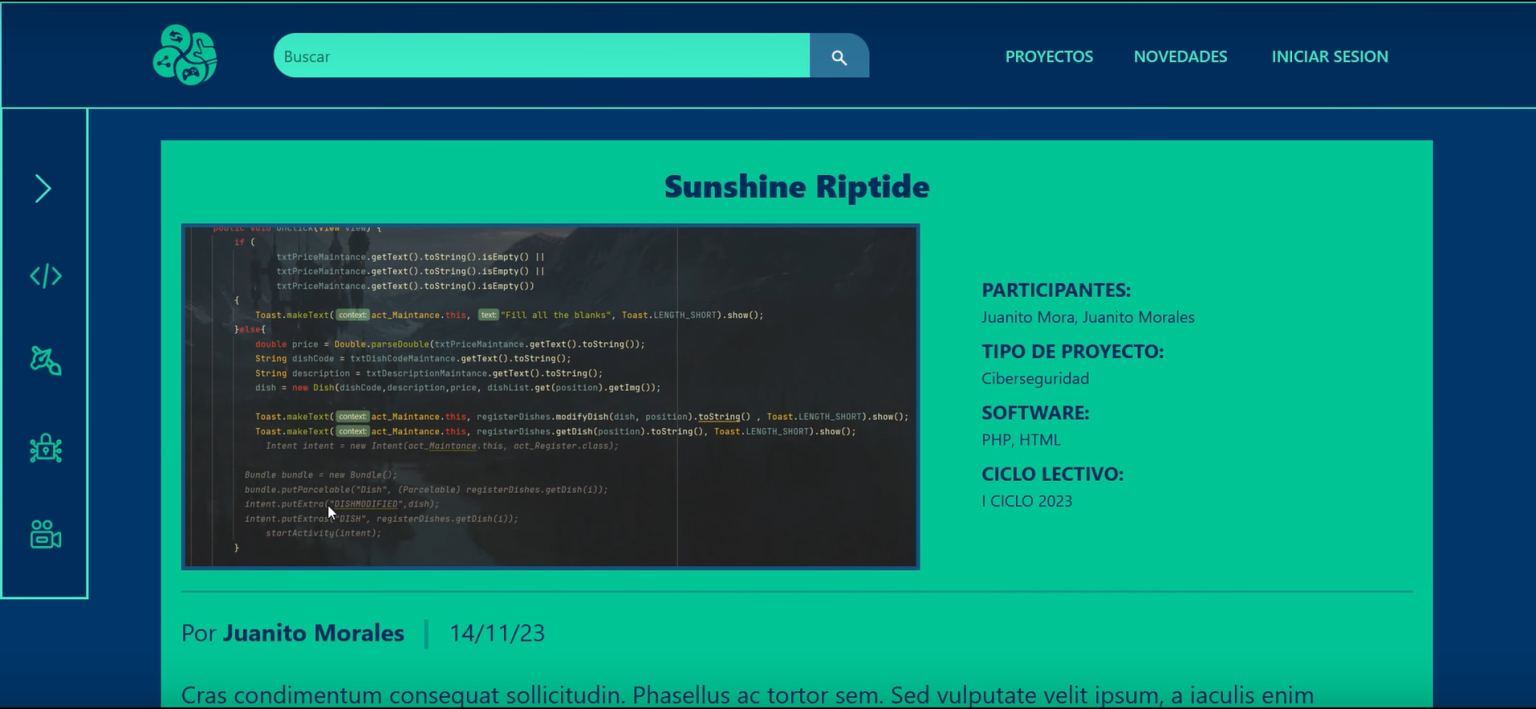 Buscar
PROYECTOS NOVEDADES INICIAR SESION
Sunshine Riptide
public void onClick(View view) {
if (
txtPriceMaintance.getText().toString().isEmpty() ||
txtPriceMaintance.getText().toString().isEmpty() ||
txtPriceMaintance.getText().toString().isEmpty())
{
Toast.makeText( context: act_Maintance.this, text: "Fill all the blanks", Toast.LENGTH_SHORT).show();
}else{
double price = Double.parseDouble(txtPriceMaintance.getText().toString());
String dishCode = txtDishCodeMaintance.getText().toString();
String description = txtDescriptionMaintance.getText().toString();
dish = new Dish(dishCode,description,price, dishList.get(position).getImg());
Toast.makeText( context: act_Maintance.this, registerDishes.modifyDish(dish, position).toString() , Toast.LENGTH_SHORT).show();
Toast.makeText( context: act_Maintance.this, registerDishes.getDish(position).toString(), Toast.LENGTH_SHORT).show();
Intent intent = new Intent(act_Maintonce.this, act_Register.class);
Bundle bundle = new Bundle();
bundle.putParcelable("Dish", (Parcelable) registerDishes.getDish(i));
intent.putExtra("DISHMODIFIED",dish);
intent.putExtras("DISH", registerDishes.getDish(i));
startActivity(intent);
}
PARTICIPANTES:
Juanito Mora, Juanito Morales
TIPO DE PROYECTO:
Ciberseguridad
SOFTWARE:
PHP, HTML
CICLO LECTIVO:
I CICLO 2023
Por Juanito Morales | 14/11/23
Cras condimentum consequat sollicitudin. Phasellus ac tortor sem. Sed vulputate velit ipsum, a iaculis enim